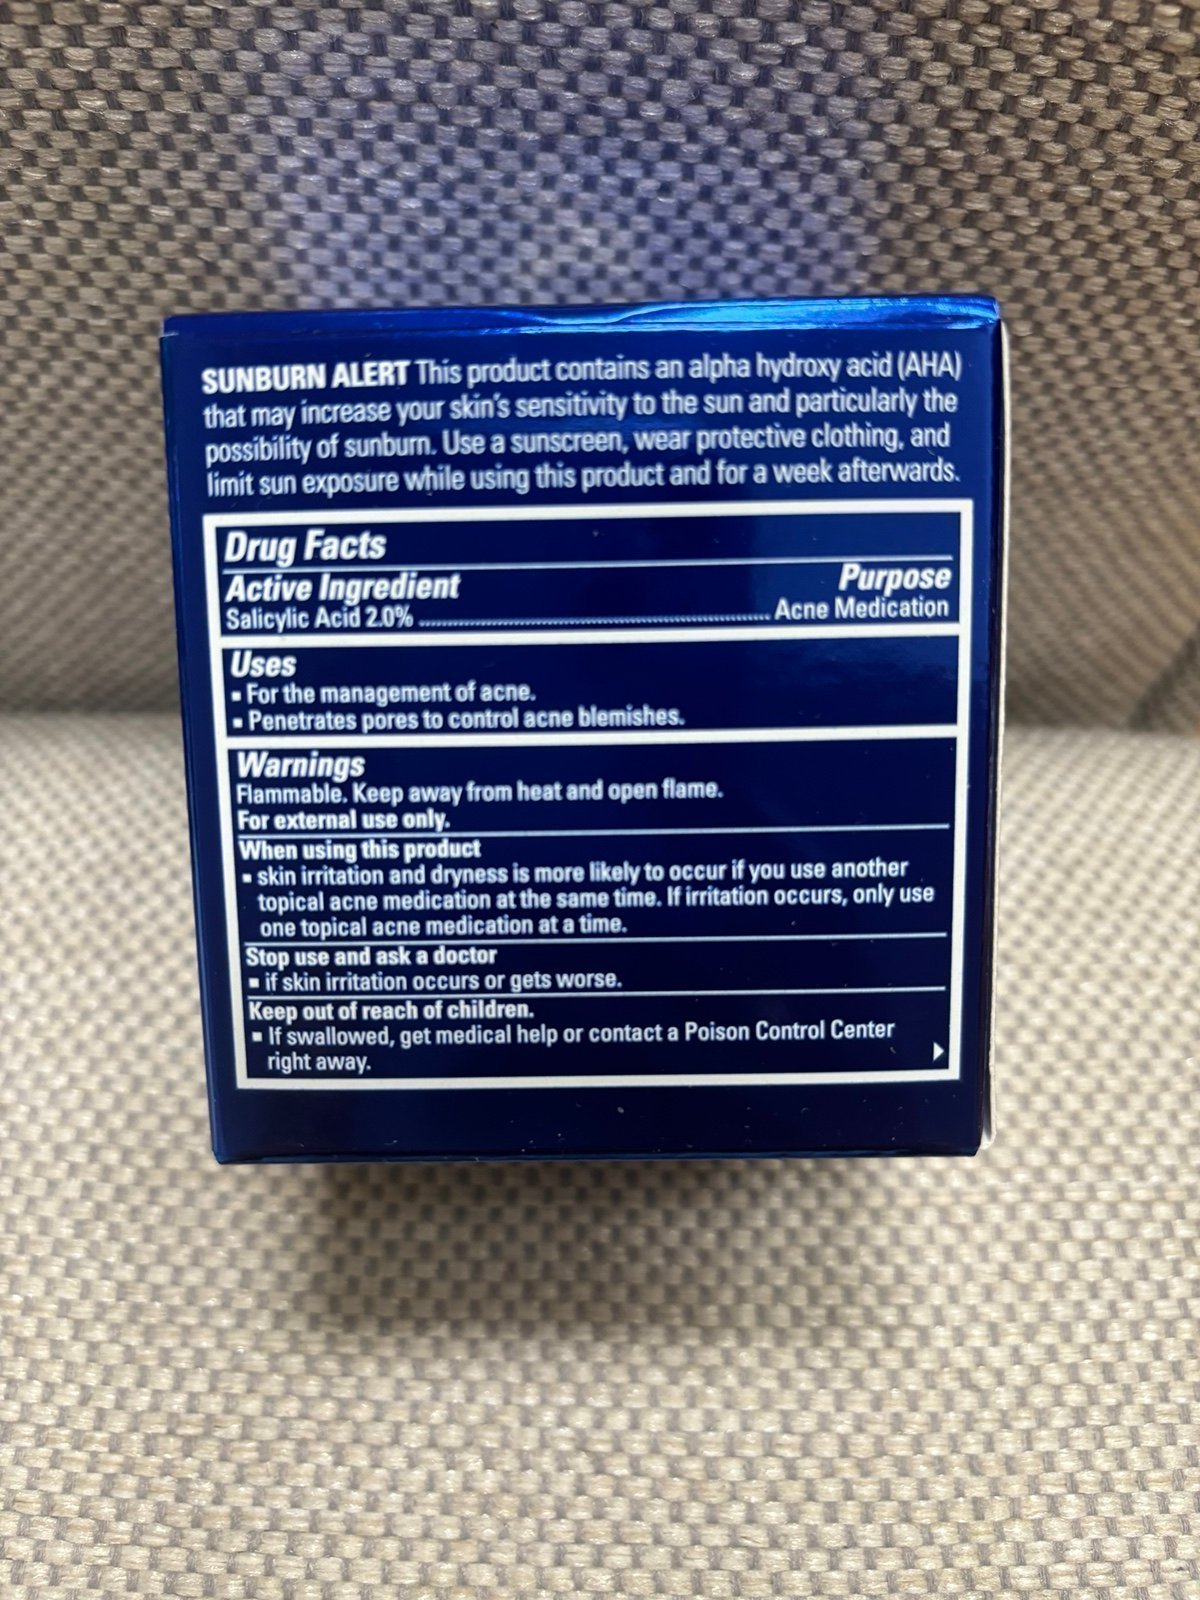 SUNBURN ALERT This product contains an alpha hydroxy acid (AHA)
that may increase your skin's sensitivity to the sun and particularly the
possibility of sunburn. Use a sunscreen, wear protective clothing, and
limit sun exposure while using this product and for a week afterwards.
Drug Facts
Active Ingredient Purpose
Salicylic Acid 2.0% ........................................................ Acne Medication
Uses
▪ For the management of acne.
▪ Penetrates pores to control acne blemishes.
Warnings
Flammable. Keep away from heat and open flame.
For external use only.
When using this product
▪ skin irritation and dryness is more likely to occur if you use another
topical acne medication at the same time. If irritation occurs, only use
one topical acne medication at a time.
Stop use and ask a doctor
▪ if skin irritation occurs or gets worse.
Keep out of reach of children.
▪ If swallowed, get medical help or contact a Poison Control Center
right away.